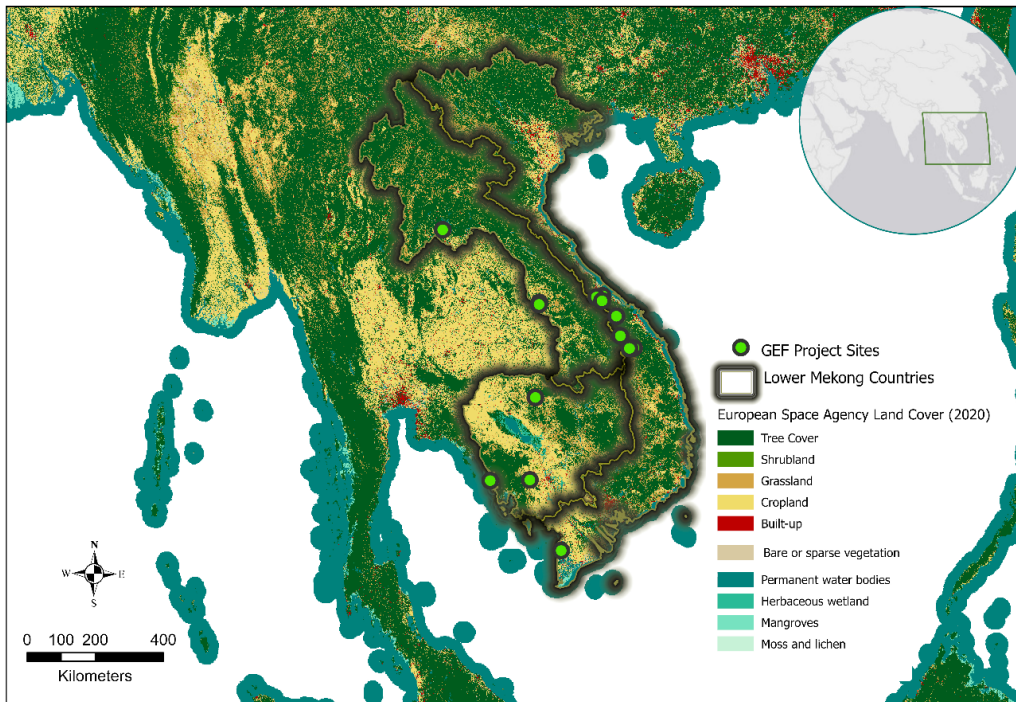 GEF Project Sites
Lower Mekong Countries
European Space Agency Land Cover (2020)
Tree Cover
Shrubland
Grassland
Cropland
Built-up
Bare or sparse vegetation
Permanent water bodies
Herbaceous wetland
Mangroves
Moss and lichen
N
W E
S
0 100 200 400
Kilometers